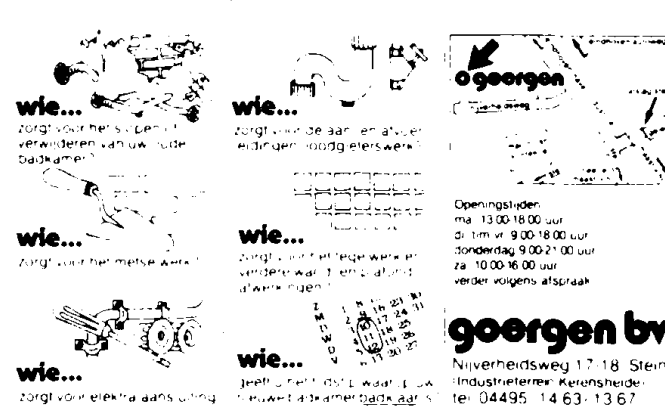 wie...
zorgt voor het slopen of
verwijderen van uw oude
badkamer?
wie...
zorgt voor het metselwerk?
wie...
zorgt voor elektra aansluiting
wie...
zorgt voor de aan- en afvoer
leidingen loodgieterswerk?
wie...
zorgt voor het tegelwerk en
verdere wand en plafond
afwerkingen?
wie...
geeft u het tijdstip waarop uw
nieuwe badkamer badklaar is
georgen
Nijverheidsweg
Openingstijden
ma 13.00-18.00 uur
di t/m vr 9.00-18.00 uur
donderdag 9.00-21.00 uur
za 10.00-16.00 uur
verder volgens afspraak
georgen bv
Nijverheidsweg 17-18 Stein
Industrieterrein Kerensheide
tel 04495 14 63 - 13 67